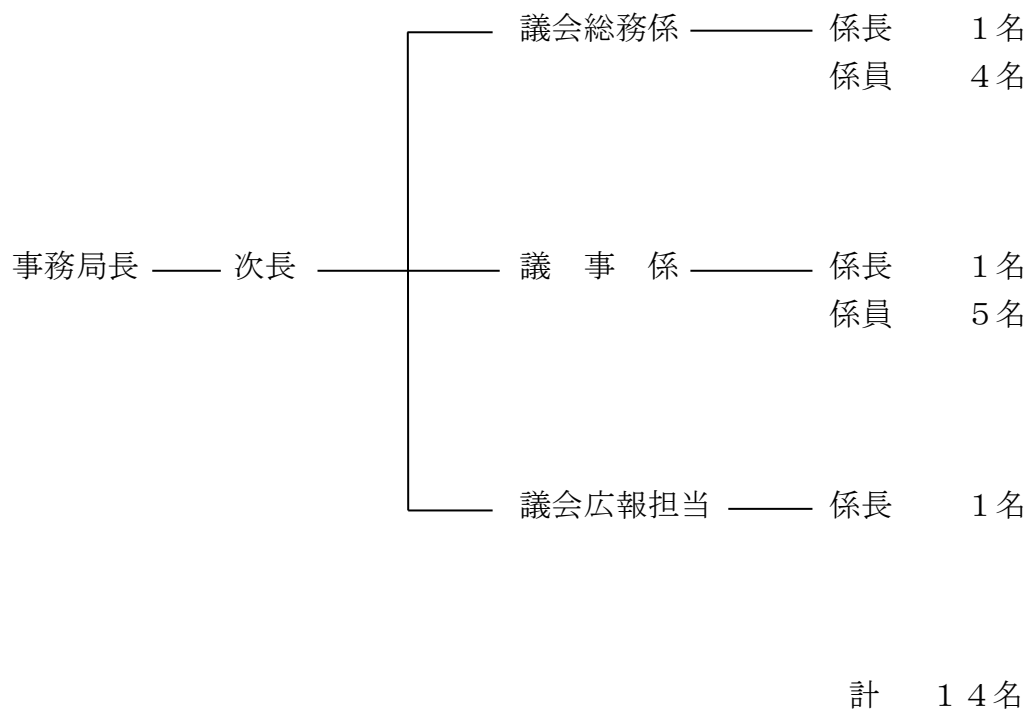 議会総務係 係長 1名
係員 4名
事務局長 次長 議 事 係 係長 1名
係員 5名
議会広報担当 係長 1名
計 14名